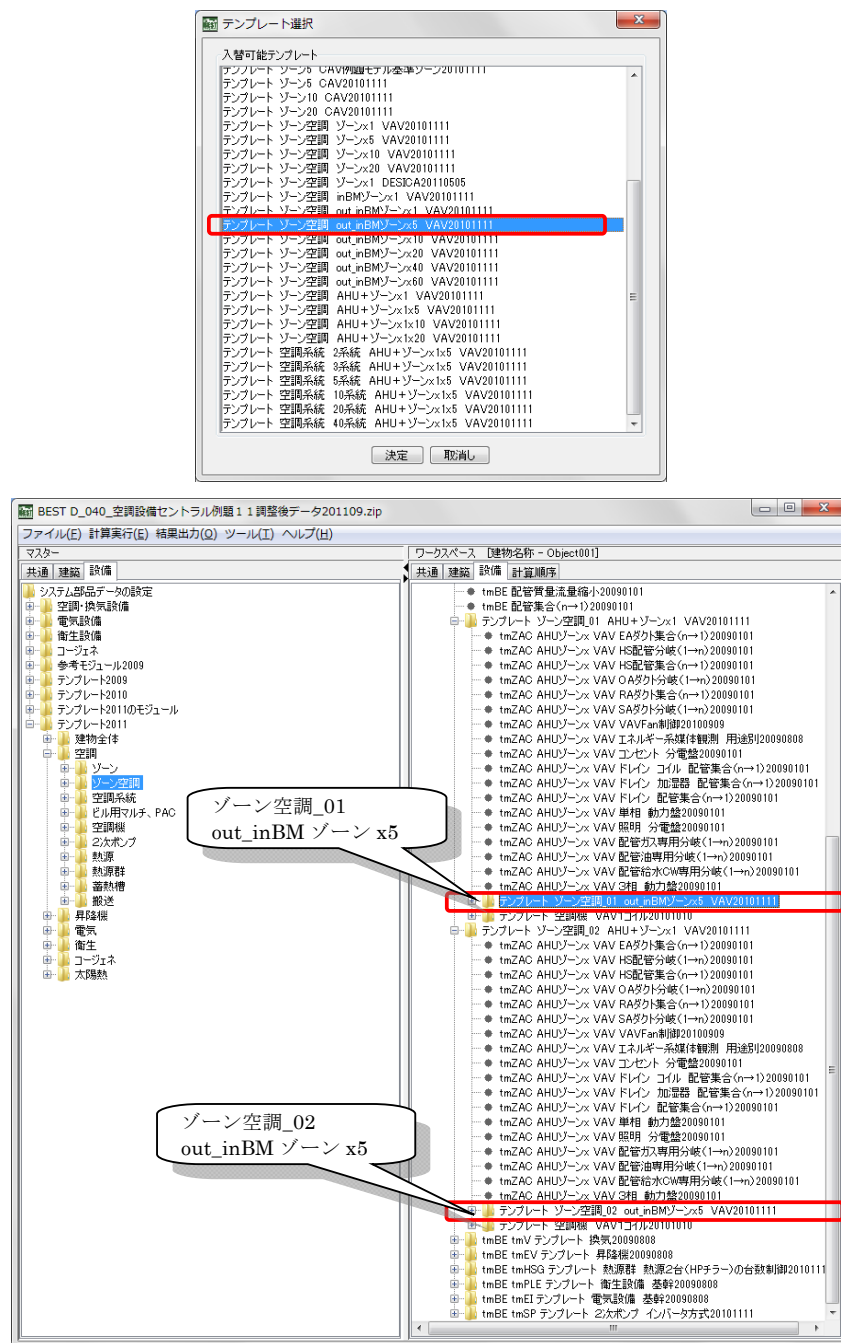 テンプレート選択
入替可能テンプレート
テンプレート ゾーン5 CAV例題モデル基準ゾーン20101111
テンプレート ゾーン5 CAV20101111
テンプレート ゾーン10 CAV20101111
テンプレート ゾーン20 CAV20101111
テンプレート ゾーン空調 ゾーンx1 VAV20101111
テンプレート ゾーン空調 ゾーンx5 VAV20101111
テンプレート ゾーン空調 ゾーンx10 VAV20101111
テンプレート ゾーン空調 ゾーンx20 VAV20101111
テンプレート ゾーン空調 ゾーンx1 DESICA20110505
テンプレート ゾーン空調 inBMゾーンx1 VAV20101111
テンプレート ゾーン空調 out_inBMゾーンx1 VAV20101111
テンプレート ゾーン空調 out_inBMゾーンx5 VAV20101111
テンプレート ゾーン空調 out_inBMゾーンx10 VAV20101111
テンプレート ゾーン空調 out_inBMゾーンx20 VAV20101111
テンプレート ゾーン空調 out_inBMゾーンx40 VAV20101111
テンプレート ゾーン空調 out_inBMゾーンx60 VAV20101111
テンプレート ゾーン空調 AHU+ゾーンx1 VAV20101111
テンプレート ゾーン空調 AHU+ゾーンx1x5 VAV20101111
テンプレート ゾーン空調 AHU+ゾーンx1x10 VAV20101111
テンプレート ゾーン空調 AHU+ゾーンx1x20 VAV20101111
テンプレート 空調系統 2系統 AHU+ゾーンx1x5 VAV20101111
テンプレート 空調系統 3系統 AHU+ゾーンx1x5 VAV20101111
テンプレート 空調系統 5系統 AHU+ゾーンx1x5 VAV20101111
テンプレート 空調系統 10系統 AHU+ゾーンx1x5 VAV20101111
テンプレート 空調系統 20系統 AHU+ゾーンx1x5 VAV20101111
テンプレート 空調系統 40系統 AHU+ゾーンx1x5 VAV20101111
決定 取消し
BEST D_040_空調設備セントラル例題11調整後データ201109.zip
ファイル(F) 計算実行(E) 結果出力(O) ツール(T) ヘルプ(H)
マスター
共通 建築 設備
システム部品データの設定
空調・換気設備
電気設備
衛生設備
コージェネ
参考モジュール2009
テンプレート2009
テンプレート2010
テンプレート2011のモジュール
テンプレート2011
建物全体
空調
ゾーン
ゾーン空調
空調系統
ビル用マルチ、PAC
空調機
2次ポンプ
熱源
熱源群
蓄熱槽
搬送
昇降機
電気
衛生
コージェネ
太陽熱
ゾーン空調_01
out_inBM ゾーン x5
ゾーン空調_02
out_inBM ゾーン x5
ワークスペース [建物名称 - Object001]
共通 建築 設備 計算順序
tmBE 配管質量流量縮小20090101
tmBE 配管集合(n→1)20090101
テンプレート ゾーン空調_01 AHU+ゾーンx1 VAV20101111
tmZAC AHUゾーンx VAV EAダクト集合(n→1)20090101
tmZAC AHUゾーンx VAV HS配管分岐(1→n)20090101
tmZAC AHUゾーンx VAV HS配管集合(n→1)20090101
tmZAC AHUゾーンx VAV OAダクト分岐(1→n)20090101
tmZAC AHUゾーンx VAV RAダクト集合(n→1)20090101
tmZAC AHUゾーンx VAV SAダクト分岐(1→n)20090101
tmZAC AHUゾーンx VAV VAVFan制御20100909
tmZAC AHUゾーンx VAV エネルギー系媒体観測 用途別20090808
tmZAC AHUゾーンx VAV コンセント 分電盤20090101
tmZAC AHUゾーンx VAV ドレイン コイル 配管集合(n→1)20090101
tmZAC AHUゾーンx VAV ドレイン 加湿器 配管集合(n→1)20090101
tmZAC AHUゾーンx VAV ドレイン 配管集合(n→1)20090101
tmZAC AHUゾーンx VAV 単相 動力盤20090101
tmZAC AHUゾーンx VAV 照明 分電盤20090101
tmZAC AHUゾーンx VAV 配管ガス専用分岐(1→n)20090101
tmZAC AHUゾーンx VAV 配管油専用分岐(1→n)20090101
tmZAC AHUゾーンx VAV 配管給水CW専用分岐(1→n)20090101
tmZAC AHUゾーンx VAV 3相 動力盤20090101
テンプレート ゾーン空調_01 out_inBMゾーンx5 VAV20101111
テンプレート 空調機 VAV1コイル20101010
テンプレート ゾーン空調_02 AHU+ゾーンx1 VAV20101111
tmZAC AHUゾーンx VAV EAダクト集合(n→1)20090101
tmZAC AHUゾーンx VAV HS配管分岐(1→n)20090101
tmZAC AHUゾーンx VAV HS配管集合(n→1)20090101
tmZAC AHUゾーンx VAV OAダクト分岐(1→n)20090101
tmZAC AHUゾーンx VAV RAダクト集合(n→1)20090101
tmZAC AHUゾーンx VAV SAダクト分岐(1→n)20090101
tmZAC AHUゾーンx VAV VAVFan制御20100909
tmZAC AHUゾーンx VAV エネルギー系媒体観測 用途別20090808
tmZAC AHUゾーンx VAV コンセント 分電盤20090101
tmZAC AHUゾーンx VAV ドレイン コイル 配管集合(n→1)20090101
tmZAC AHUゾーンx VAV ドレイン 加湿器 配管集合(n→1)20090101
tmZAC AHUゾーンx VAV ドレイン 配管集合(n→1)20090101
tmZAC AHUゾーンx VAV 単相 動力盤20090101
tmZAC AHUゾーンx VAV 照明 分電盤20090101
tmZAC AHUゾーンx VAV 配管ガス専用分岐(1→n)20090101
tmZAC AHUゾーンx VAV 配管油専用分岐(1→n)20090101
tmZAC AHUゾーンx VAV 配管給水CW専用分岐(1→n)20090101
tmZAC AHUゾーンx VAV 3相 動力盤20090101
テンプレート ゾーン空調_02 out_inBMゾーンx5 VAV20101111
テンプレート 空調機 VAV1コイル20101010
tmBE tmV テンプレート 換気20090808
tmBE tmEV テンプレート 昇降機20090808
tmBE tmHSG テンプレート 熱源群 熱源2台(HPチラー)の台数制御2010111
tmBE tmPLE テンプレート 衛生設備 基幹20090808
tmBE tmEI テンプレート 電気設備 基幹20090808
tmBE tmSP テンプレート 2次ポンプ インバータ方式20101111